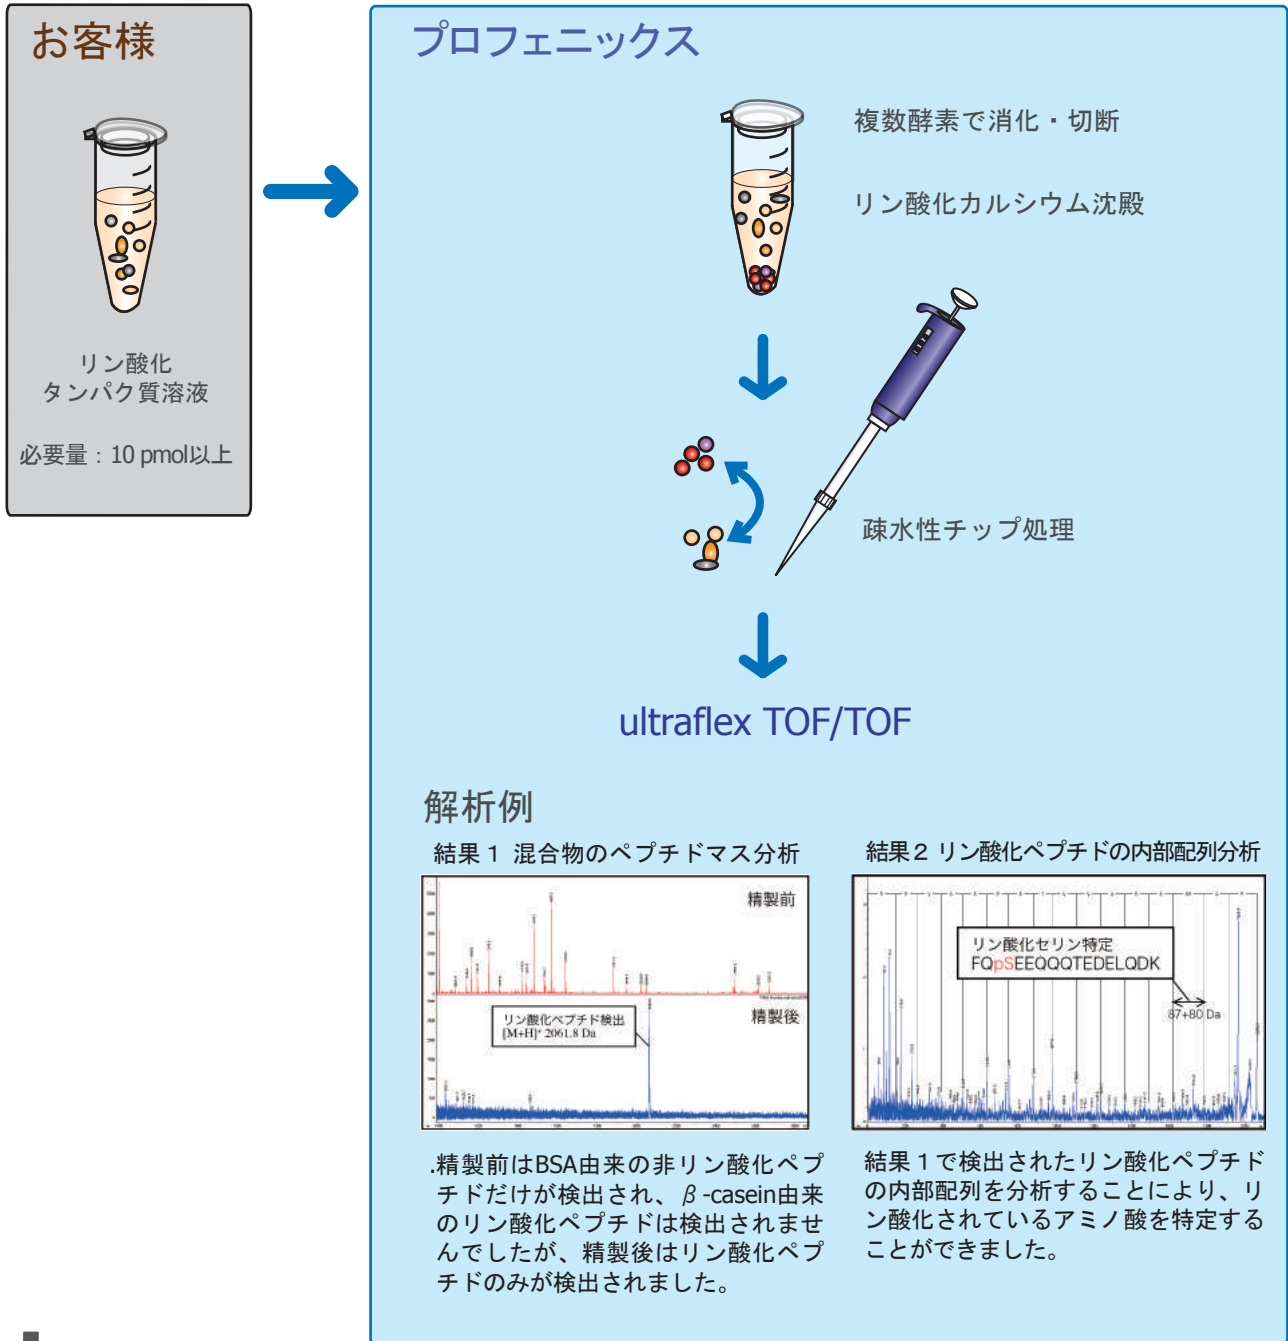 お客様
リン酸化
タンパク質溶液
必要量：10 pmol以上
プロフェニックス
複数酵素で消化・切断
リン酸化カルシウム沈殿
疎水性チップ処理
ultraflex TOF/TOF
解析例
結果１ 混合物のペプチドマス分析
精製前
リン酸化ペプチド検出
[M+H]⁺ 2061.8 Da
精製後
.精製前はBSA由来の非リン酸化ペプ
チドだけが検出され、β-casein由来
のリン酸化ペプチドは検出されませ
んでしたが、精製後はリン酸化ペプ
チドのみが検出されました。
結果２ リン酸化ペプチドの内部配列分析
リン酸化セリン特定
FQpSEEQQQTEDELQDK
87+80 Da
結果１で検出されたリン酸化ペプチド
の内部配列を分析することにより、リ
ン酸化されているアミノ酸を特定する
ことができました。